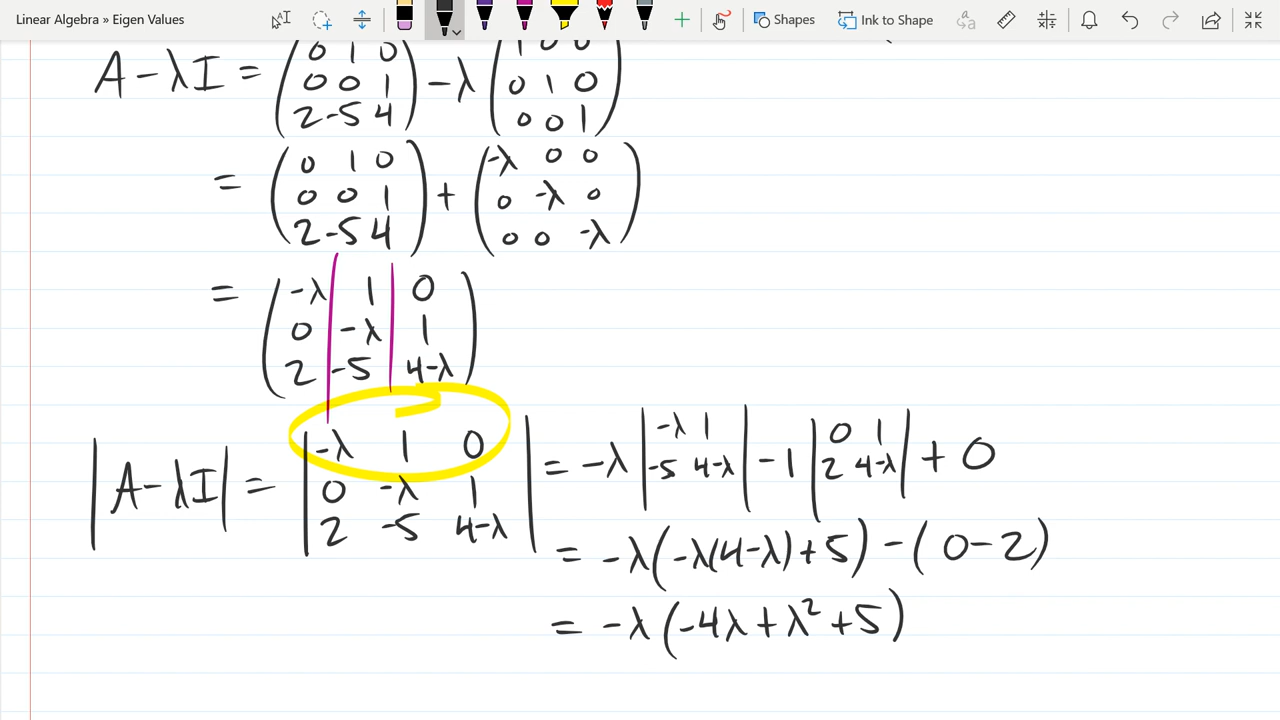 Linear Algebra » Eigen Values
Shapes
Ink to Shape
A - λI = (0 1 0
0 0 1
2 -5 4) - λ (1 0 0
0 1 0
0 0 1)
= (0 1 0
0 0 1
2 -5 4) + (-λ 0 0
0 -λ 0
0 0 -λ)
= (-λ 1 0
0 -λ 1
2 -5 4-λ)
|A - λI| = |-λ 1 0
0 -λ 1
2 -5 4-λ| = -λ |-λ 1
-5 4-λ| - 1 |0 1
2 4-λ| + 0
= -λ(-λ(4-λ)+5) - (0-2)
= -λ(-4λ+λ²+5)